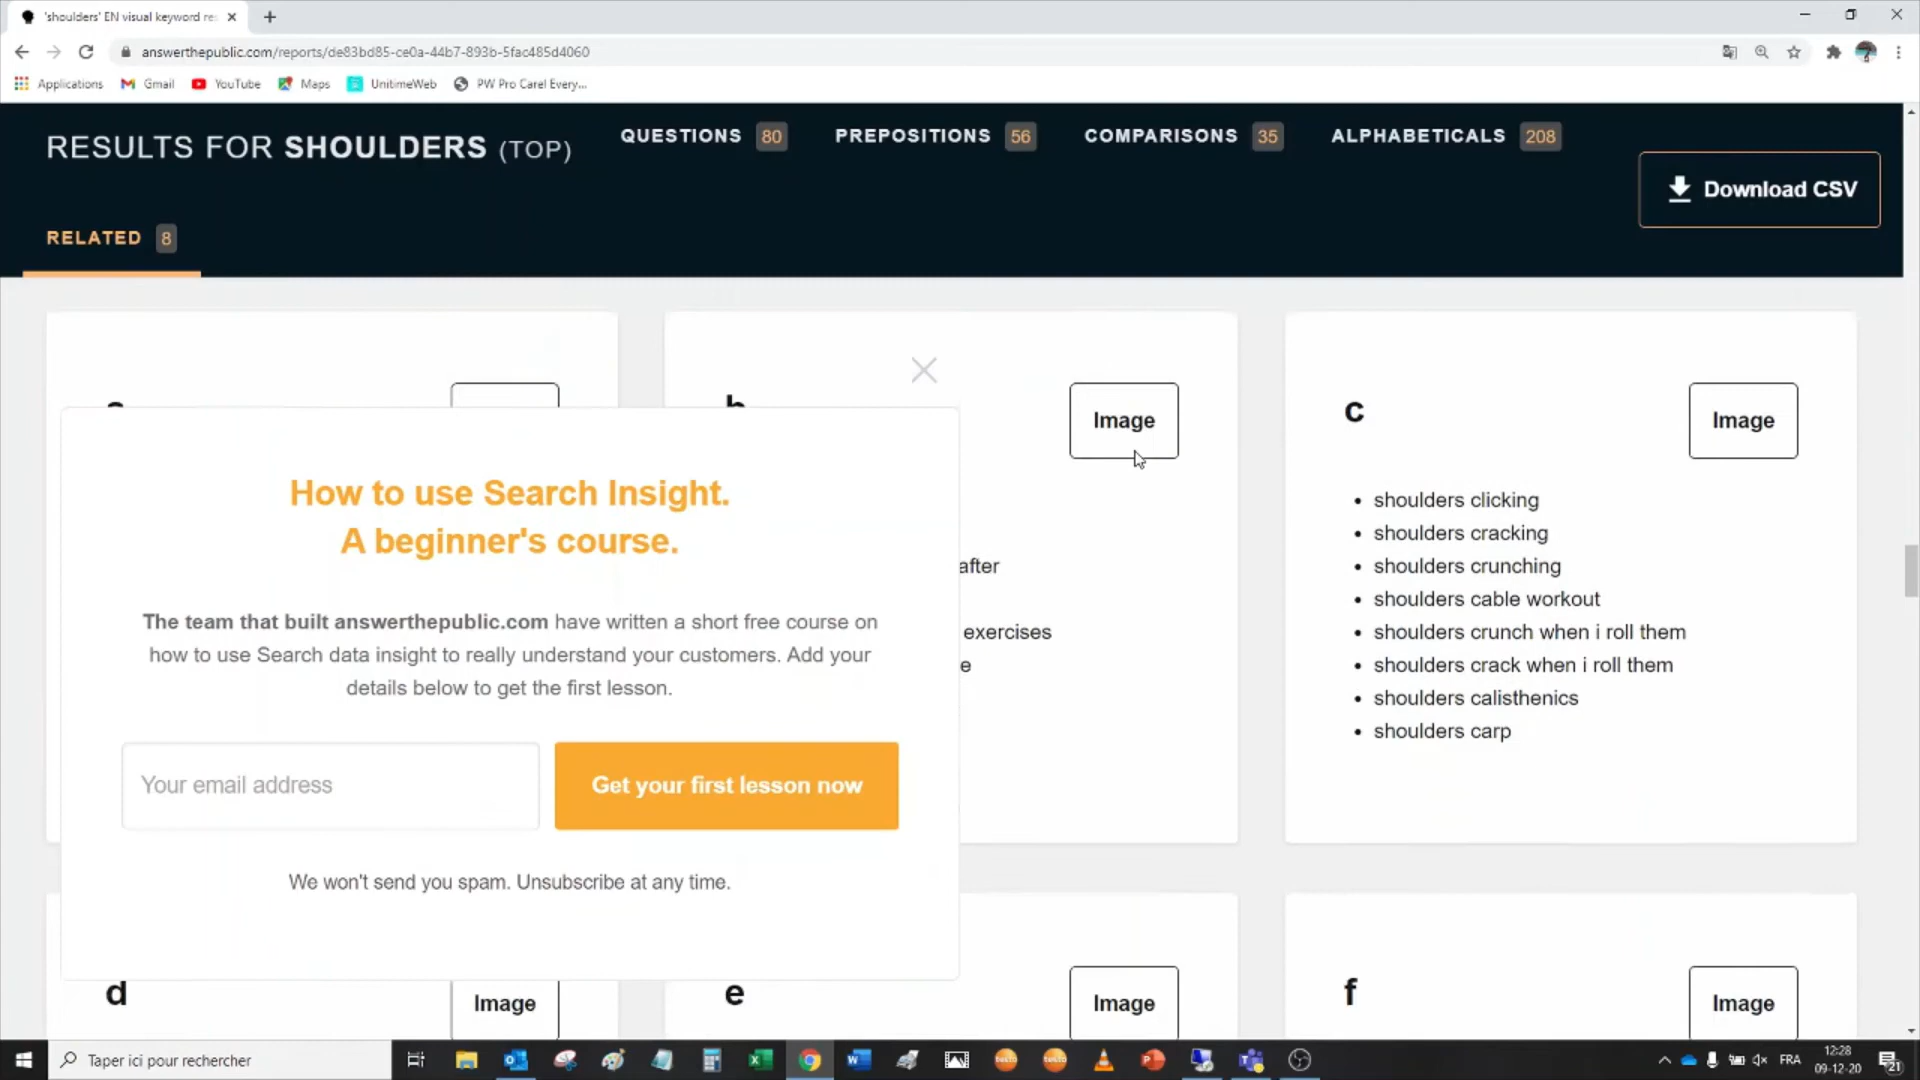 'shoulders' EN visual keyword res
answerthepublic.com/reports/de83bd85-ce0a-44b7-893b-5fac485d4060
Applications
Gmail
YouTube
Maps
UnitimeWeb
PW Pro Carel Every...
RESULTS FOR SHOULDERS (TOP)
QUESTIONS 80
PREPOSITIONS 56
COMPARISONS 35
ALPHABETICALS 208
Download CSV
RELATED 8
b
Image
c
Image
How to use Search Insight.
A beginner's course.
The team that built answerthepublic.com have written a short free course on
how to use Search data insight to really understand your customers. Add your
details below to get the first lesson.
Your email address
Get your first lesson now
We won't send you spam. Unsubscribe at any time.
after
exercises
e
• shoulders clicking
• shoulders cracking
• shoulders crunching
• shoulders cable workout
• shoulders crunch when i roll them
• shoulders crack when i roll them
• shoulders calisthenics
• shoulders carp
d
Image
e
Image
f
Image
Taper ici pour rechercher
FRA
12:28
09-12-20
21